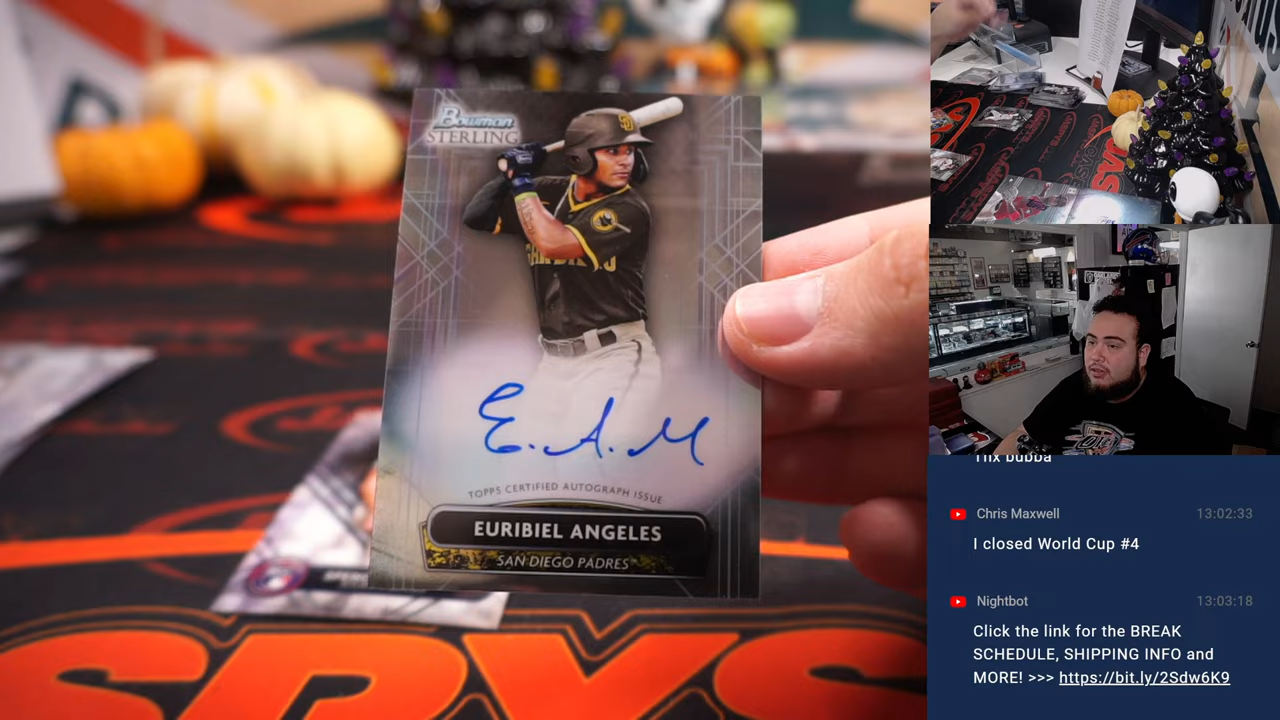 Bowman
STERLING
E.A.M
TOPPS CERTIFIED AUTOGRAPH ISSUE
EURIBIEL ANGELES
SAN DIEGO PADRES
Thx bubba
Chris Maxwell 13:02:33
I closed World Cup #4
Nightbot 13:03:18
Click the link for the BREAK
SCHEDULE, SHIPPING INFO and
MORE! >>> https://bit.ly/2Sdw6K9